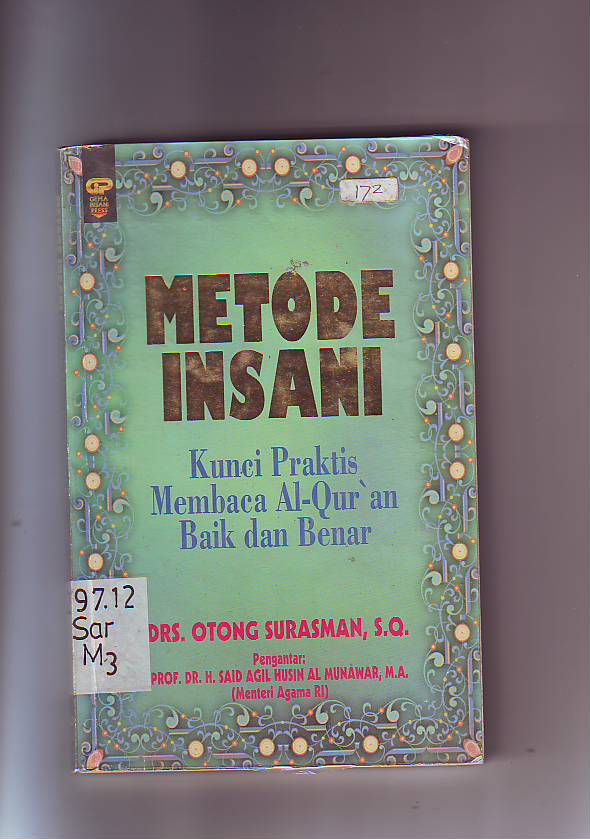 GEMA
INSANI
PRESS
172
METODE
INSANI
Kunci Praktis
Membaca Al-Qur`an
Baik dan Benar
97.12
Sar
M.3
DRS. OTONG SURASMAN, S.Q.
Pengantar:
PROF. DR. H. SAID AGIL HUSIN AL MUNAWAR, M.A.
(Menteri Agama RI)